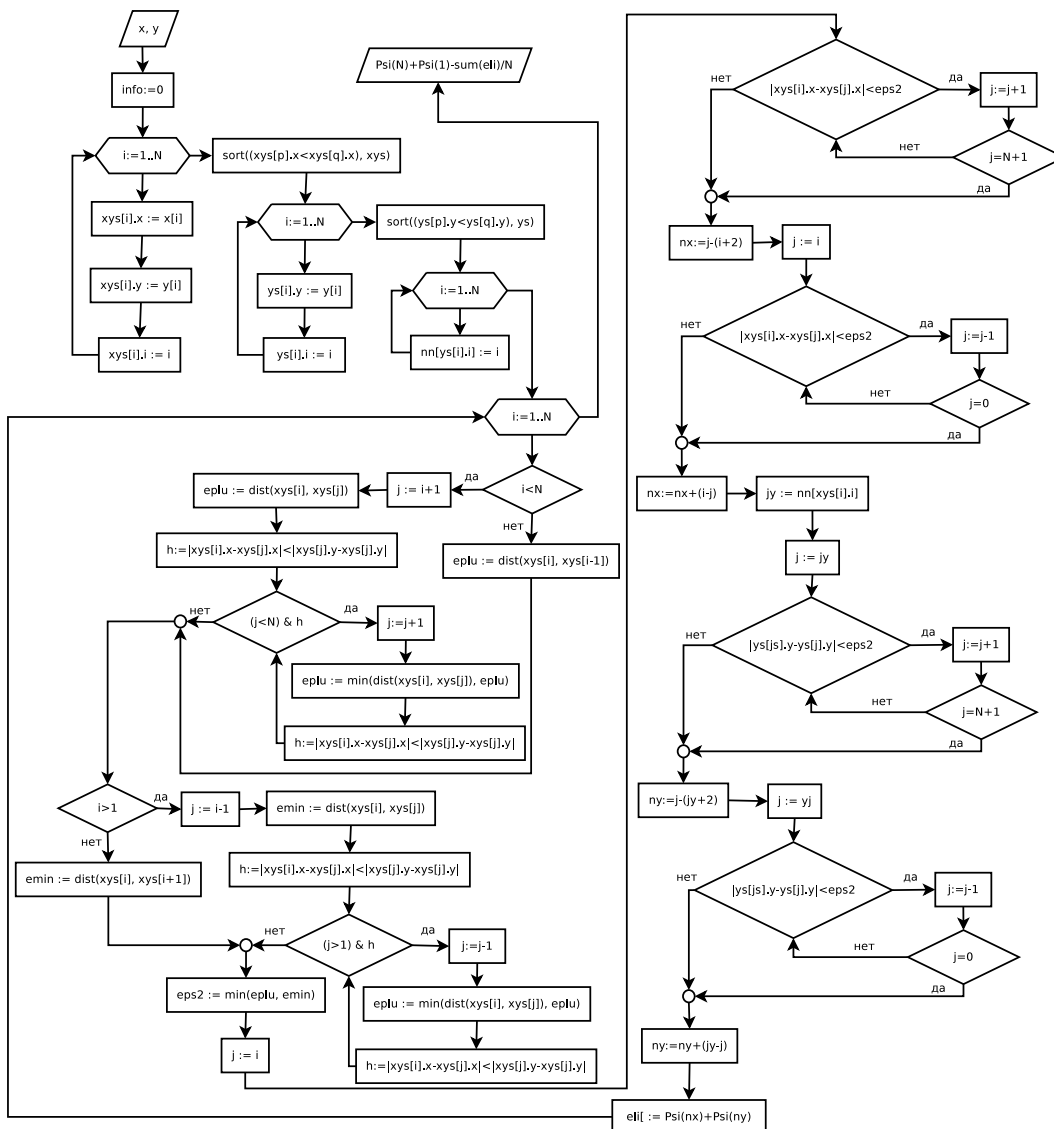 x, y
info:=0
i:=1..N
xys[i].x := x[i]
xys[i].y := y[i]
xys[i].i := i
sort((xys[p].x<xys[q].x), xys)
i:=1..N
ys[i].y := y[i]
ys[i].i := i
sort((ys[p].y<ys[q].y), ys)
i:=1..N
nn[ys[i].i] := i
Psi(N)+Psi(1)-sum(eli)/N
i:=1..N
i<N
да
j := i+1
eplu := dist(xys[i], xys[j])
нет
eplu := dist(xys[i], xys[i-1])
h:=|xys[i].x-xys[j].x|<|xys[j].y-xys[j].y|
(j<N) & h
нет
да
j:=j+1
eplu := min(dist(xys[i], xys[j]), eplu)
h:=|xys[i].x-xys[j].x|<|xys[j].y-xys[j].y|
i>1
да
j := i-1
emin := dist(xys[i], xys[j])
нет
emin := dist(xys[i], xys[i+1])
h:=|xys[i].x-xys[j].x|<|xys[j].y-xys[j].y|
(j>1) & h
нет
да
j:=j-1
eplu := min(dist(xys[i], xys[j]), eplu)
h:=|xys[i].x-xys[j].x|<|xys[j].y-xys[j].y|
eps2 := min(eplu, emin)
j := i
|xys[i].x-xys[j].x|<eps2
нет
да
j:=j+1
j=N+1
нет
да
nx:=j-(i+2)
j := i
|xys[i].x-xys[j].x|<eps2
нет
да
j:=j-1
j=0
нет
да
nx:=nx+(i-j)
jy := nn[xys[i].i]
j := jy
|ys[js].y-ys[j].y|<eps2
нет
да
j:=j+1
j=N+1
нет
да
ny:=j-(jy+2)
j := yj
|ys[js].y-ys[j].y|<eps2
нет
да
j:=j-1
j=0
нет
да
ny:=ny+(jy-j)
eli[ := Psi(nx)+Psi(ny)